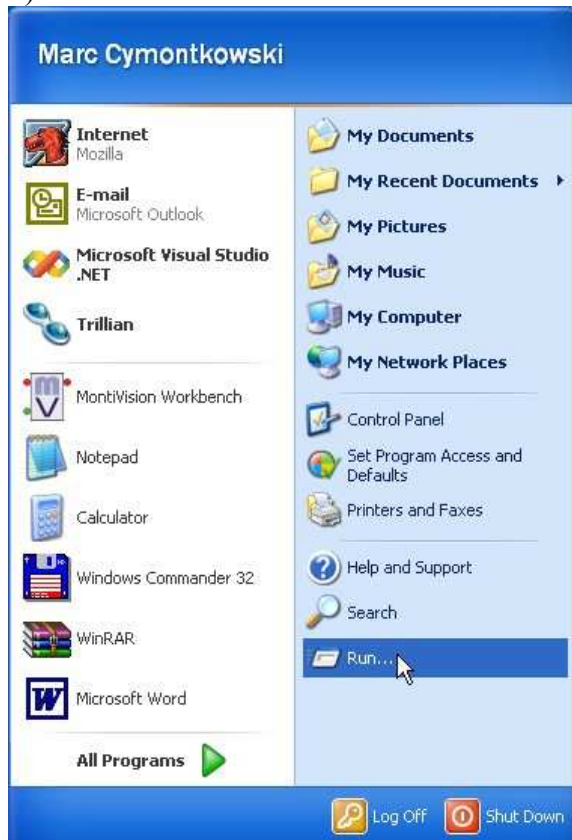 Marc Cymontkowski
Internet
Mozilla
E-mail
Microsoft Outlook
Microsoft Visual Studio
.NET
Trillian
MontiVision Workbench
Notepad
Calculator
Windows Commander 32
WinRAR
Microsoft Word
All Programs
My Documents
My Recent Documents
My Pictures
My Music
My Computer
My Network Places
Control Panel
Set Program Access and
Defaults
Printers and Faxes
Help and Support
Search
Run...
Log Off
Shut Down